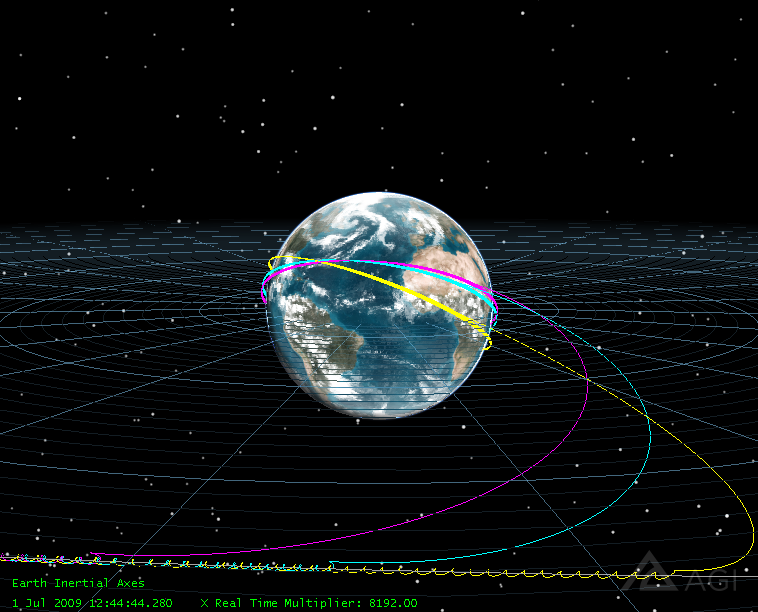 AGI
Earth Inertial Axes
1 Jul 2009 12:44:44.280    X Real Time Multiplier: 8192.00